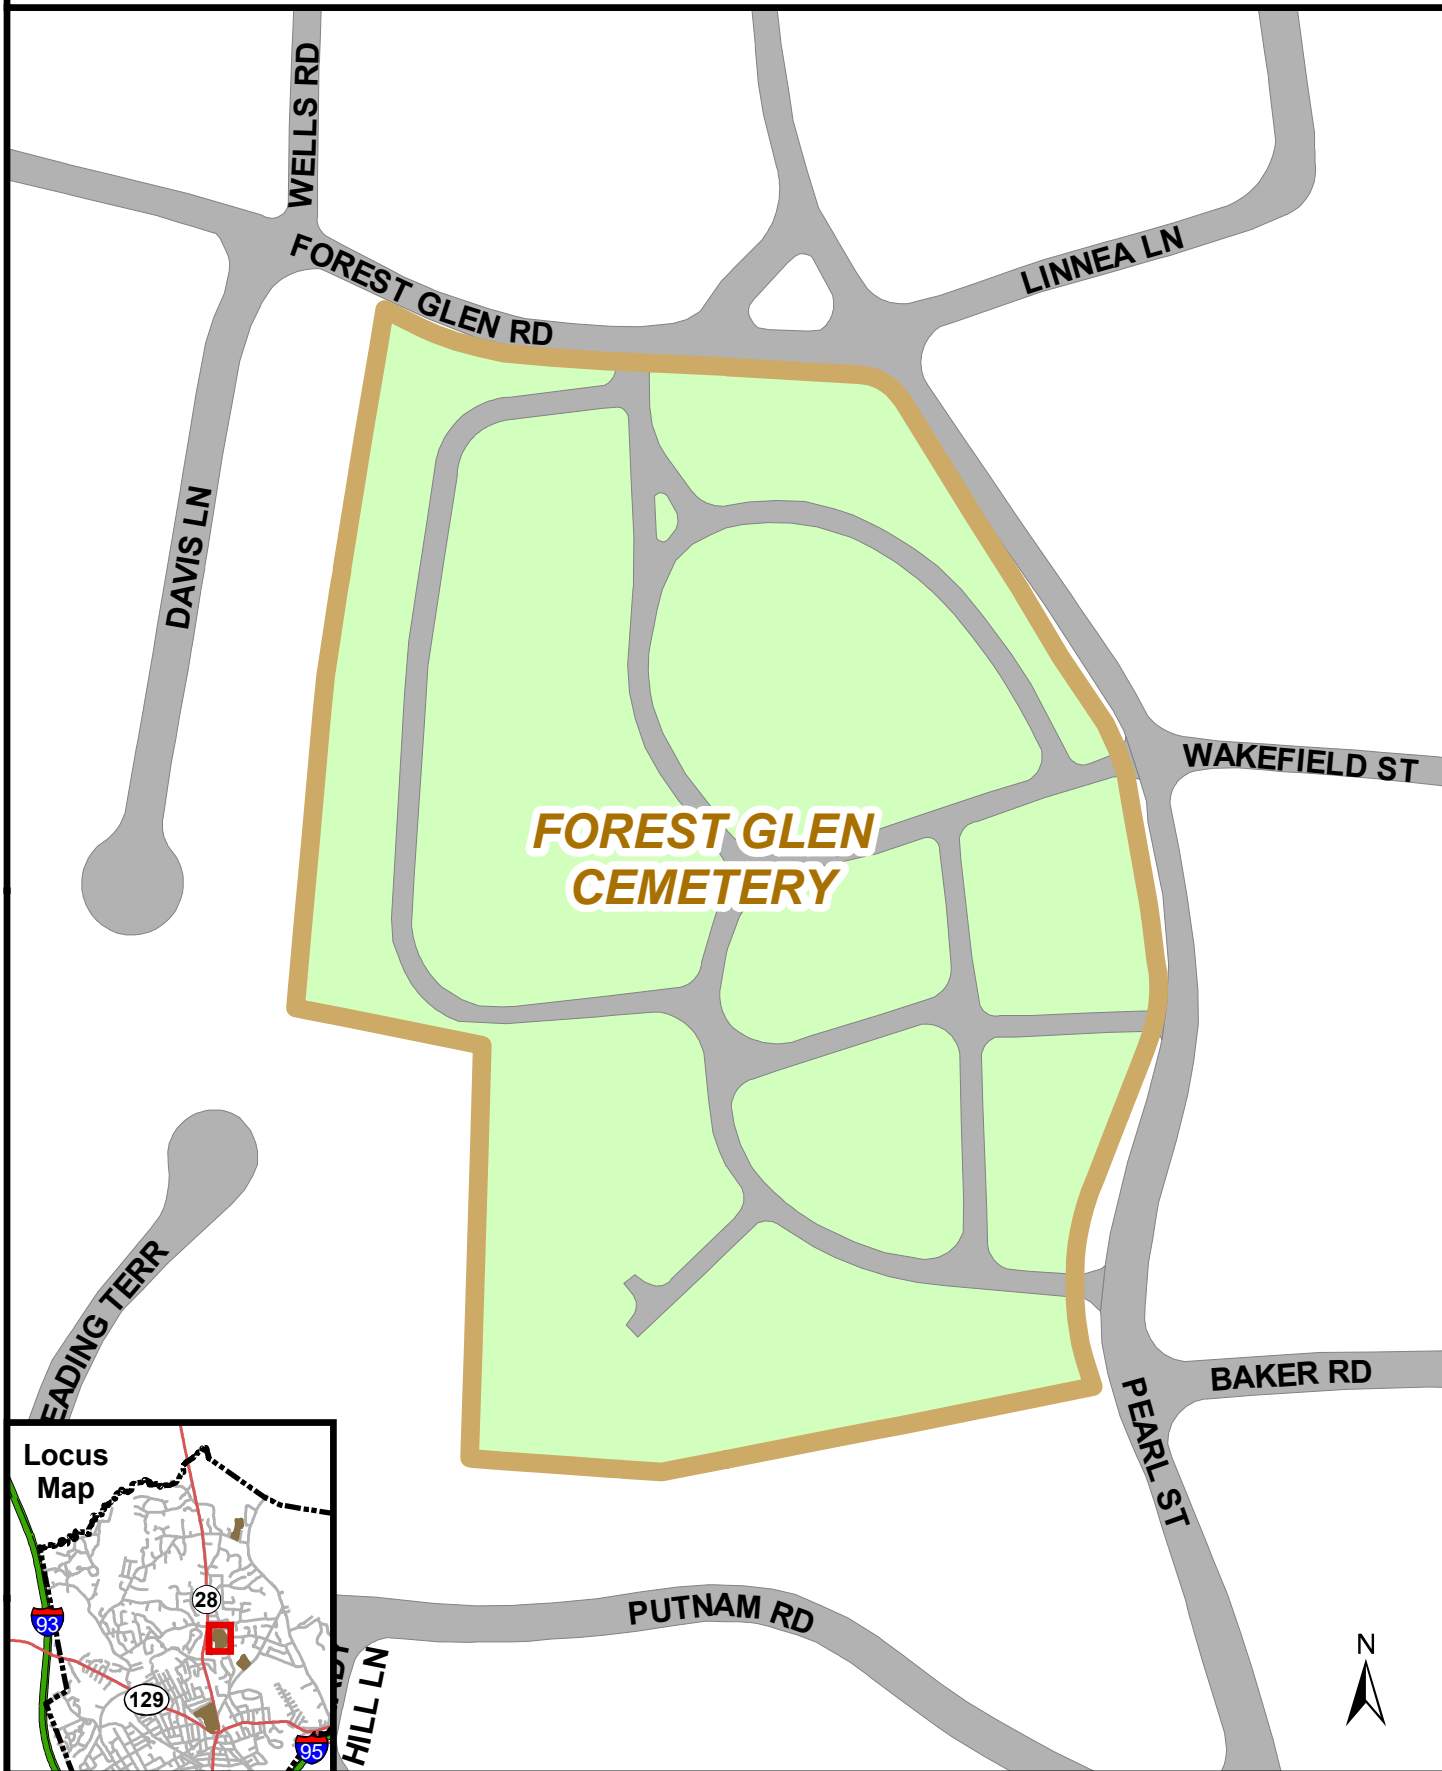 WELLS RD
FOREST GLEN RD
LINNEA LN
DAVIS LN
WAKEFIELD ST
FOREST GLEN
CEMETERY
EADING TERR
BAKER RD
PEARL ST
Locus
Map
28
93
129
95
PUTNAM RD
HILL LN
N